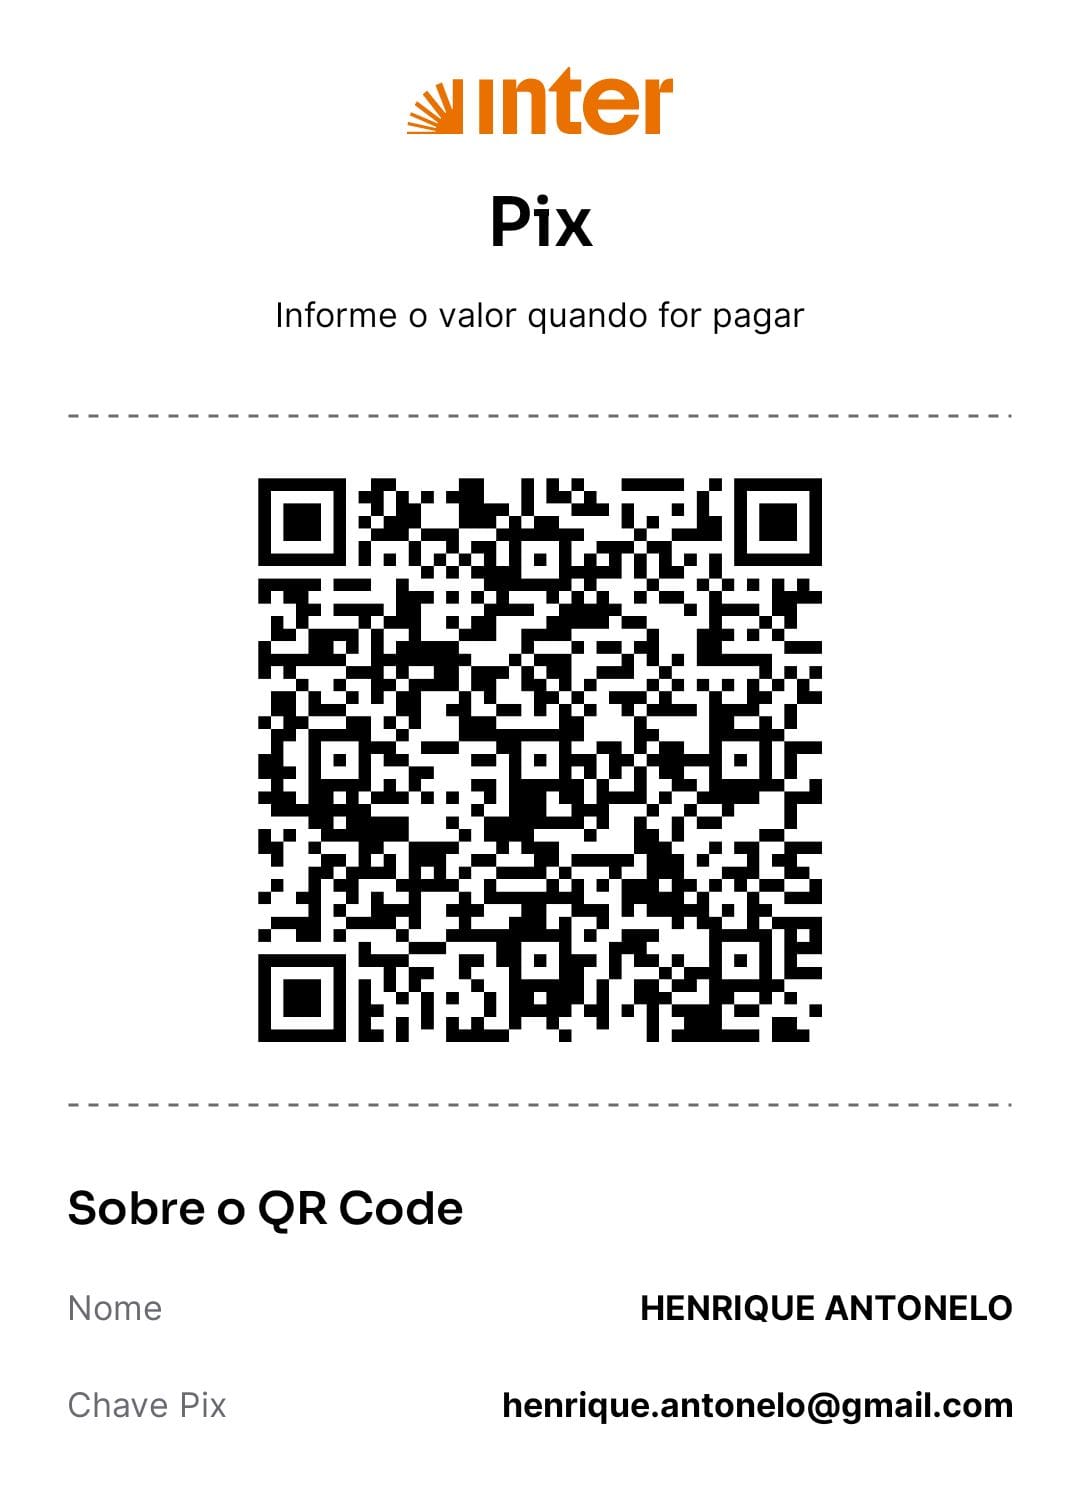 inter
Pix
Informe o valor quando for pagar
Sobre o QR Code
Nome HENRIQUE ANTONELO
Chave Pix henrique.antonelo@gmail.com